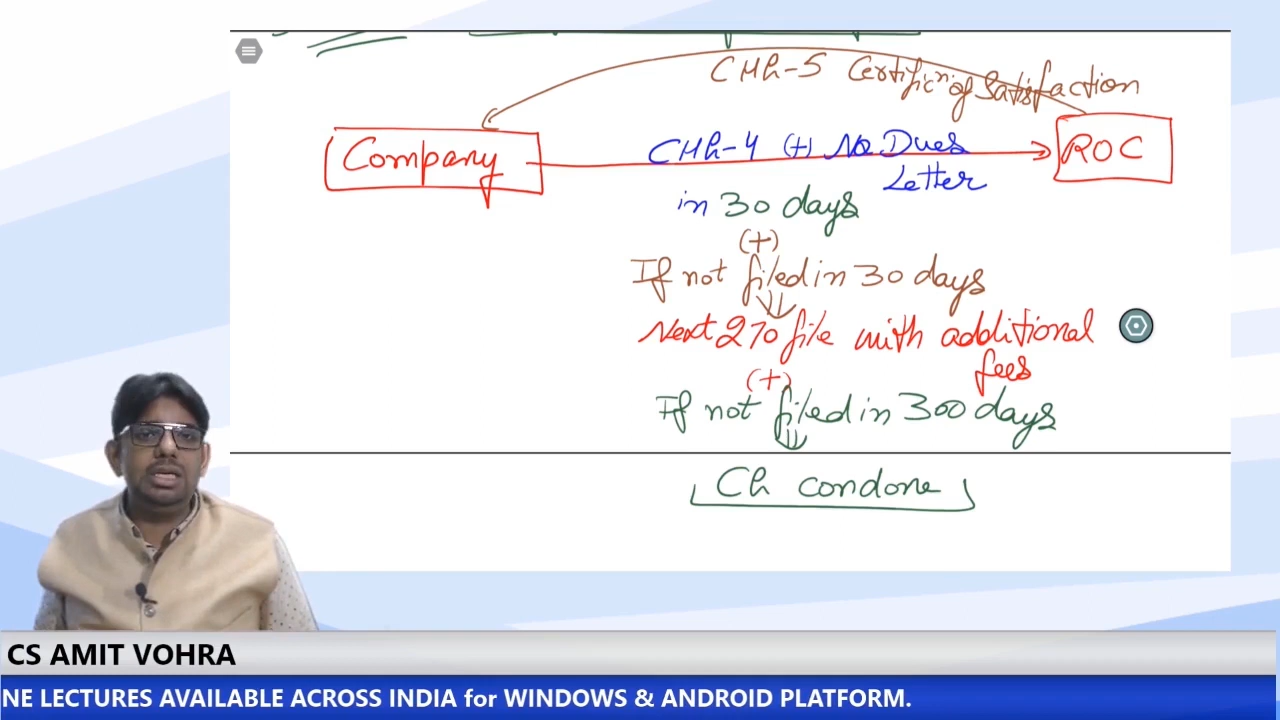 CHG-5 Certific'n of Satisfaction
Company
CHG-4 (+) No Dues
Letter
ROC
in 30 days
(+)
If not filed in 30 days
Next 270 file with additional
fees
(+)
If not filed in 300 days
CG condone
CS AMIT VOHRA
NE LECTURES AVAILABLE ACROSS INDIA for WINDOWS & ANDROID PLATFORM.